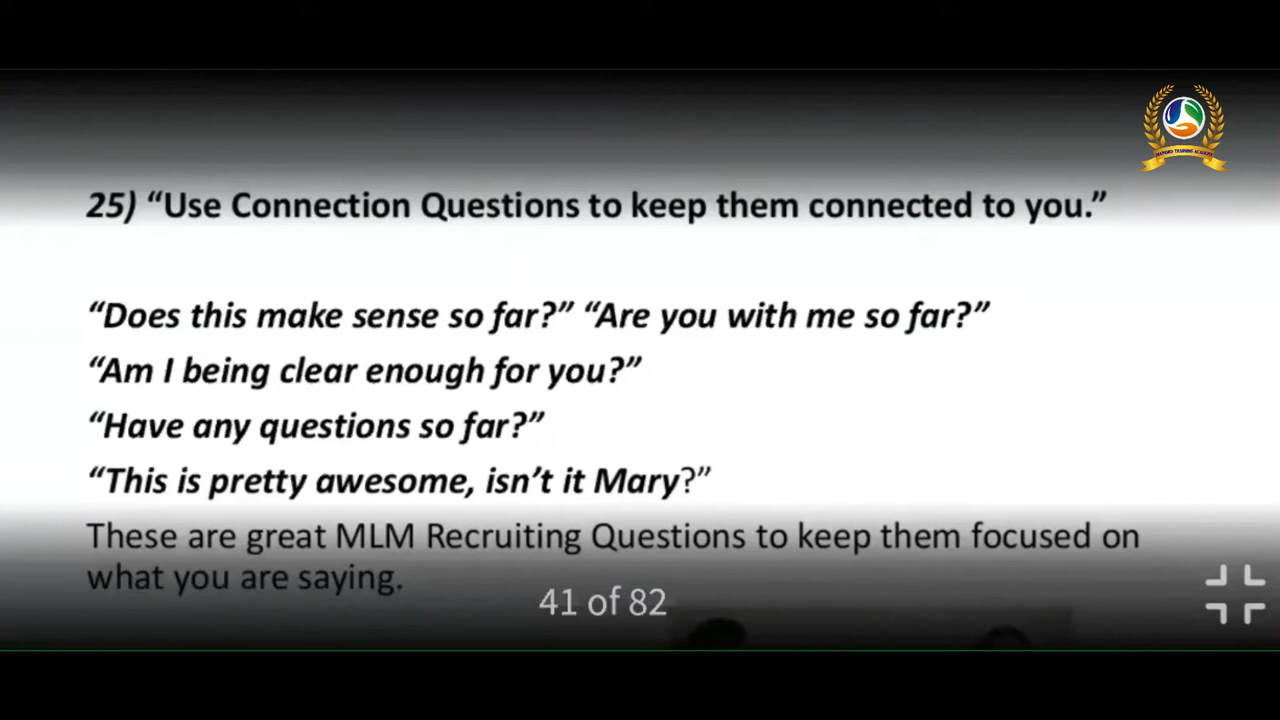 25) “Use Connection Questions to keep them connected to you.”
“Does this make sense so far?” “Are you with me so far?”
“Am I being clear enough for you?”
“Have any questions so far?”
“This is pretty awesome, isn’t it Mary?”
These are great MLM Recruiting Questions to keep them focused on
what you are saying.
41 of 82